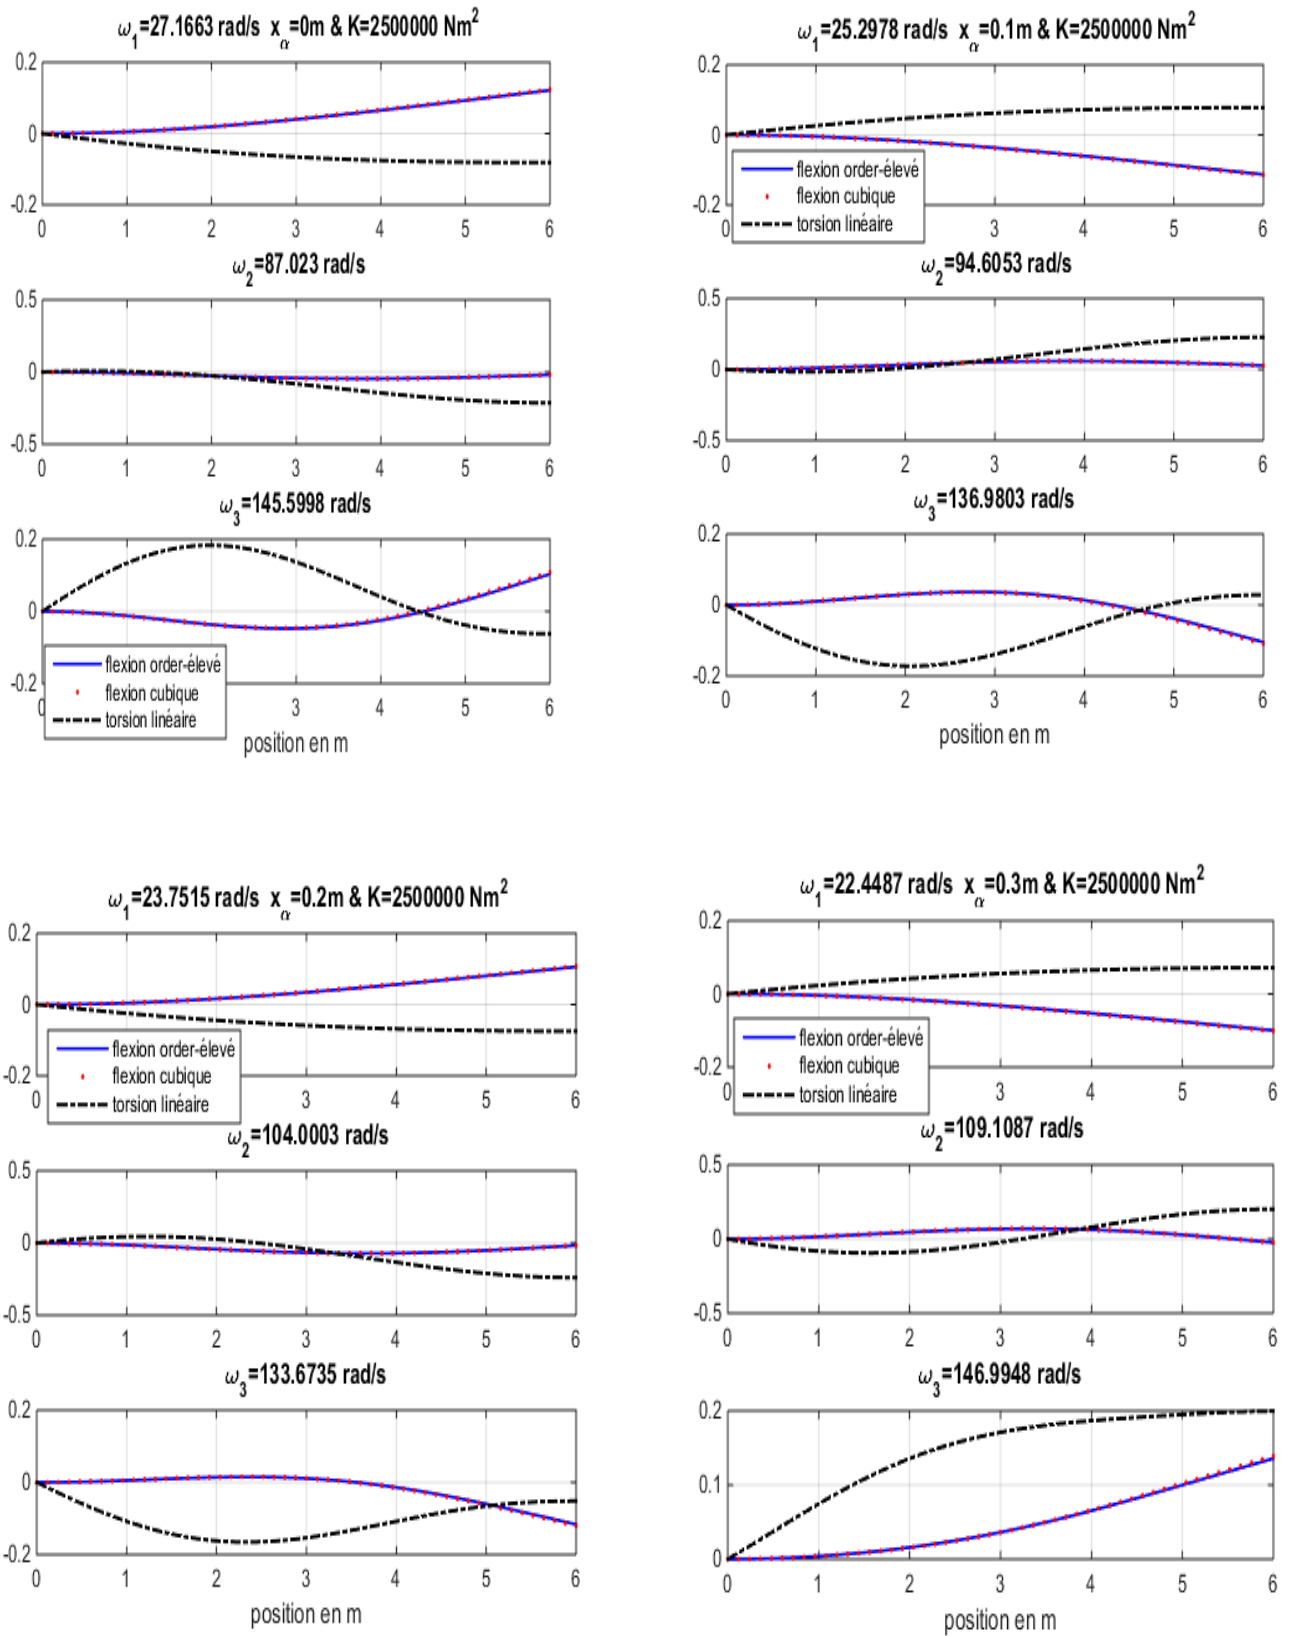 ω₁=27.1663 rad/s x_α=0m & K=2500000 Nm²
0.2
0
-0.2
0 1 2 3 4 5 6
ω₂=87.023 rad/s
0.5
0
-0.5
0 1 2 3 4 5 6
ω₃=145.5998 rad/s
0.2
0
-0.2
flexion order-élevé
flexion cubique
torsion linéaire
0 3 4 5 6
position en m
ω₁=25.2978 rad/s x_α=0.1m & K=2500000 Nm²
0.2
0
-0.2
flexion order-élevé
flexion cubique
torsion linéaire
0 3 4 5 6
ω₂=94.6053 rad/s
0.5
0
-0.5
0 1 2 3 4 5 6
ω₃=136.9803 rad/s
0.2
0
-0.2
0 1 2 3 4 5 6
position en m
ω₁=23.7515 rad/s x_α=0.2m & K=2500000 Nm²
0.2
0
-0.2
flexion order-élevé
flexion cubique
torsion linéaire
0 3 4 5 6
ω₂=104.0003 rad/s
0.5
0
-0.5
0 1 2 3 4 5 6
ω₃=133.6735 rad/s
0.2
0
-0.2
0 1 2 3 4 5 6
position en m
ω₁=22.4487 rad/s x_α=0.3m & K=2500000 Nm²
0.2
0
-0.2
flexion order-élevé
flexion cubique
torsion linéaire
0 3 4 5 6
ω₂=109.1087 rad/s
0.5
0
-0.5
0 1 2 3 4 5 6
ω₃=146.9948 rad/s
0.2
0.1
0
0 1 2 3 4 5 6
position en m